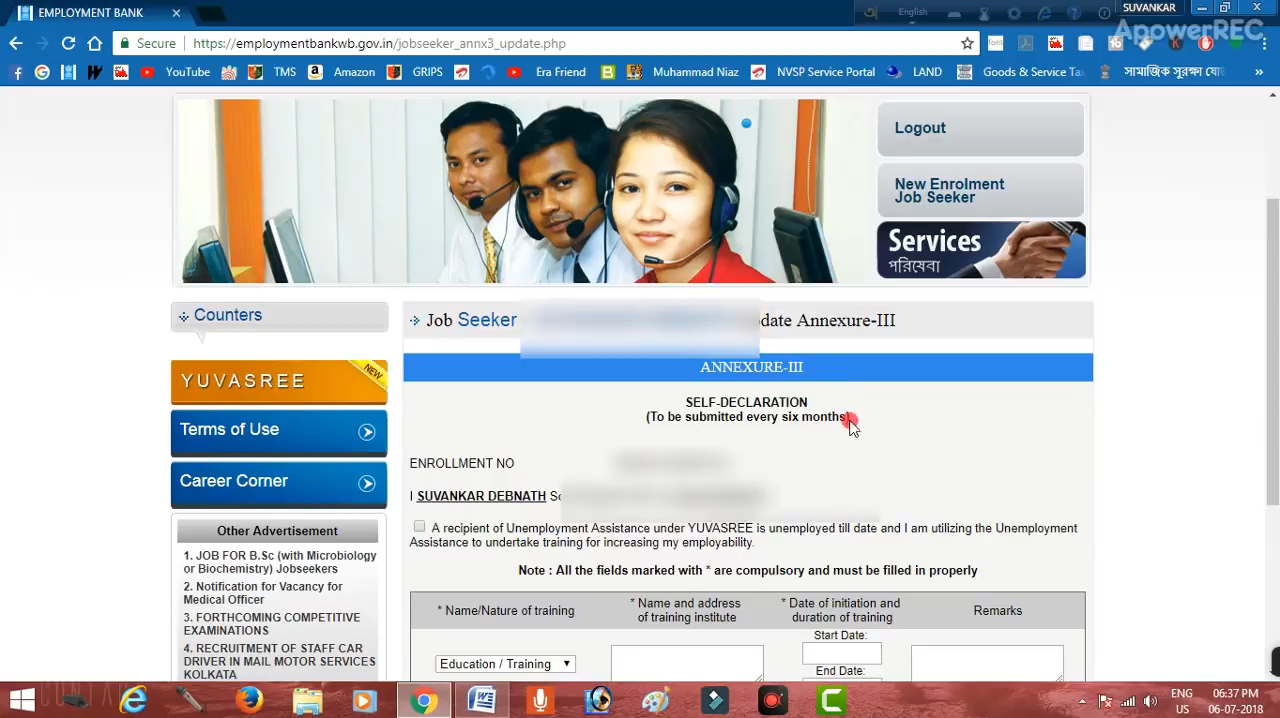 EMPLOYMENT BANK
SUVANKAR
English
ApowerREC
Secure
https://employmentbankwb.gov.in/jobseeker_annx3_update.php
YouTube
TMS
Amazon
GRIPS
Era Friend
Muhammad Niaz
NVSP Service Portal
LAND
Goods & Service Tax
সামাজিক সুরক্ষা যো
»
Logout
New Enrolment
Job Seeker
Services
পরিষেবা
Counters
Job Seeker
date Annexure-III
YUVASREE
NEW
ANNEXURE-III
SELF-DECLARATION
(To be submitted every six months)
Terms of Use
ENROLLMENT NO
Career Corner
I SUVANKAR DEBNATH So
A recipient of Unemployment Assistance under YUVASREE is unemployed till date and I am utilizing the Unemployment
Assistance to undertake training for increasing my employability.
Other Advertisement
1. JOB FOR B.Sc (with Microbiology
or Biochemistry) Jobseekers
2. Notification for Vacancy for
Medical Officer
3. FORTHCOMING COMPETITIVE
EXAMINATIONS
4. RECRUITMENT OF STAFF CAR
DRIVER IN MAIL MOTOR SERVICES
KOLKATA
Note : All the fields marked with * are compulsory and must be filled in properly
* Name/Nature of training
* Name and address
of training institute
* Date of initiation and
duration of training
Remarks
Start Date:
Education / Training
End Date:
ENG
US
06:37 PM
06-07-2018